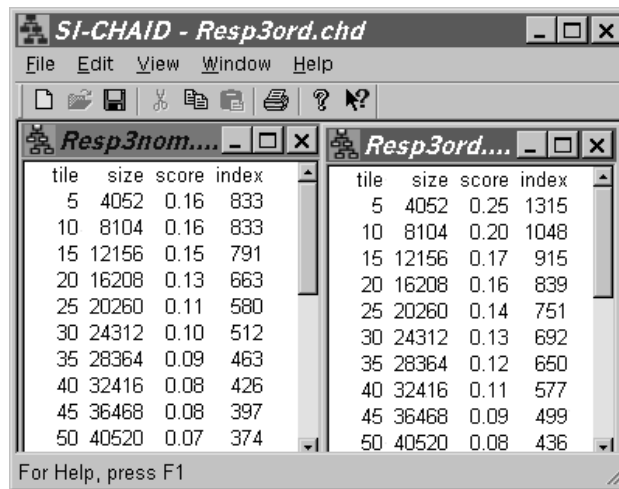 SI-CHAID - Resp3ord.chd
File Edit View Window Help
Resp3nom....
tile size score index
5 4052 0.16 833
10 8104 0.16 833
15 12156 0.15 791
20 16208 0.13 663
25 20260 0.11 580
30 24312 0.10 512
35 28364 0.09 463
40 32416 0.08 426
45 36468 0.08 397
50 40520 0.07 374
Resp3ord....
tile size score index
5 4052 0.25 1315
10 8104 0.20 1048
15 12156 0.17 915
20 16208 0.16 839
25 20260 0.14 751
30 24312 0.13 692
35 28364 0.12 650
40 32416 0.11 577
45 36468 0.09 499
50 40520 0.08 436
For Help, press F1